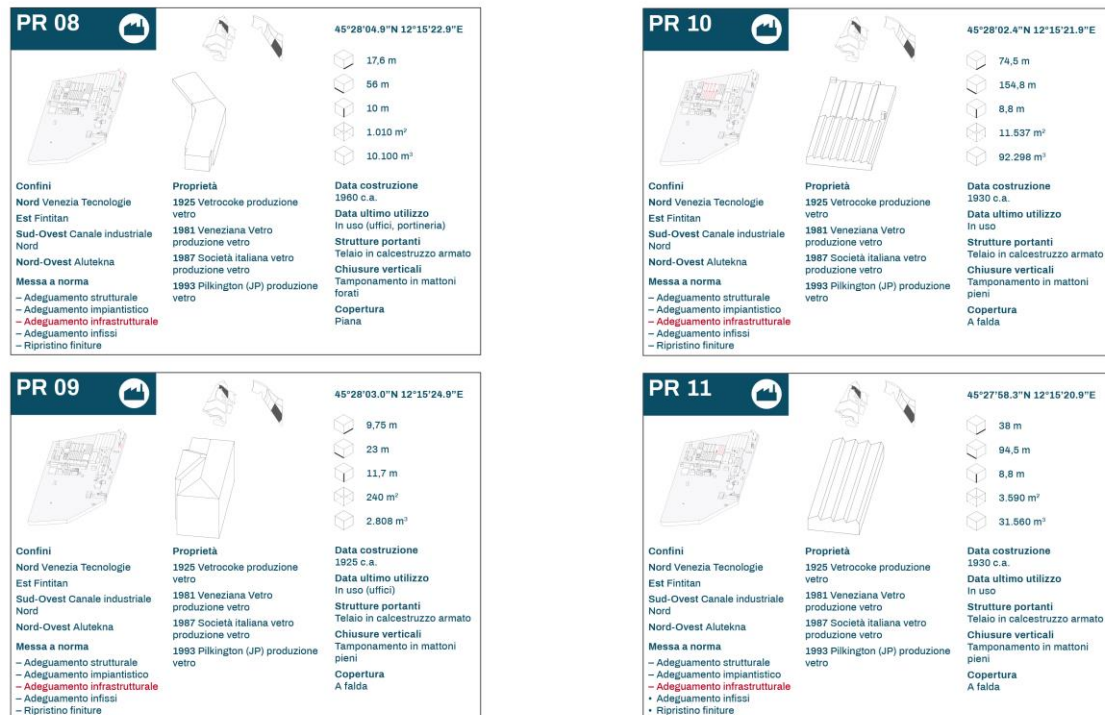 PR 08
45°28'04.9"N 12°15'22.9"E
17,6 m
56 m
10 m
1.010 m²
10.100 m³
Confini
Nord Venezia Tecnologie
Est Fintitan
Sud-Ovest Canale industriale
Nord
Nord-Ovest Alutekna
Messa a norma
– Adeguamento strutturale
– Adeguamento impiantistico
– Adeguamento infrastrutturale
– Adeguamento infissi
– Ripristino finiture
Proprietà
1925 Vetrocoke produzione
vetro
1981 Veneziana Vetro
produzione vetro
1987 Società italiana vetro
produzione vetro
1993 Pilkington (JP) produzione
vetro
Data costruzione
1960 c.a.
Data ultimo utilizzo
In uso (uffici, portineria)
Strutture portanti
Telaio in calcestruzzo armato
Chiusure verticali
Tamponamento in mattoni
forati
Copertura
Piana
PR 10
45°28'02.4"N 12°15'21.9"E
74,5 m
154,8 m
8,8 m
11.537 m²
92.298 m³
Confini
Nord Venezia Tecnologie
Est Fintitan
Sud-Ovest Canale industriale
Nord
Nord-Ovest Alutekna
Messa a norma
– Adeguamento strutturale
– Adeguamento impiantistico
– Adeguamento infrastrutturale
– Adeguamento infissi
– Ripristino finiture
Proprietà
1925 Vetrocoke produzione
vetro
1981 Veneziana Vetro
produzione vetro
1987 Società italiana vetro
produzione vetro
1993 Pilkington (JP) produzione
vetro
Data costruzione
1930 c.a.
Data ultimo utilizzo
In uso
Strutture portanti
Telaio in calcestruzzo armato
Chiusure verticali
Tamponamento in mattoni
pieni
Copertura
A falda
PR 09
45°28'03.0"N 12°15'24.9"E
9,75 m
23 m
11,7 m
240 m²
2.808 m³
Confini
Nord Venezia Tecnologie
Est Fintitan
Sud-Ovest Canale industriale
Nord
Nord-Ovest Alutekna
Messa a norma
– Adeguamento strutturale
– Adeguamento impiantistico
– Adeguamento infrastrutturale
– Adeguamento infissi
– Ripristino finiture
Proprietà
1925 Vetrocoke produzione
vetro
1981 Veneziana Vetro
produzione vetro
1987 Società italiana vetro
produzione vetro
1993 Pilkington (JP) produzione
vetro
Data costruzione
1925 c.a.
Data ultimo utilizzo
In uso (uffici)
Strutture portanti
Telaio in calcestruzzo armato
Chiusure verticali
Tamponamento in mattoni
pieni
Copertura
A falda
PR 11
45°27'58.3"N 12°15'20.9"E
38 m
94,5 m
8,8 m
3.590 m²
31.560 m³
Confini
Nord Venezia Tecnologie
Est Fintitan
Sud-Ovest Canale industriale
Nord
Nord-Ovest Alutekna
Messa a norma
– Adeguamento strutturale
– Adeguamento impiantistico
– Adeguamento infrastrutturale
• Adeguamento infissi
• Ripristino finiture
Proprietà
1925 Vetrocoke produzione
vetro
1981 Veneziana Vetro
produzione vetro
1987 Società italiana vetro
produzione vetro
1993 Pilkington (JP) produzione
vetro
Data costruzione
1930 c.a.
Data ultimo utilizzo
In uso
Strutture portanti
Telaio in calcestruzzo armato
Chiusure verticali
Tamponamento in mattoni
pieni
Copertura
A falda